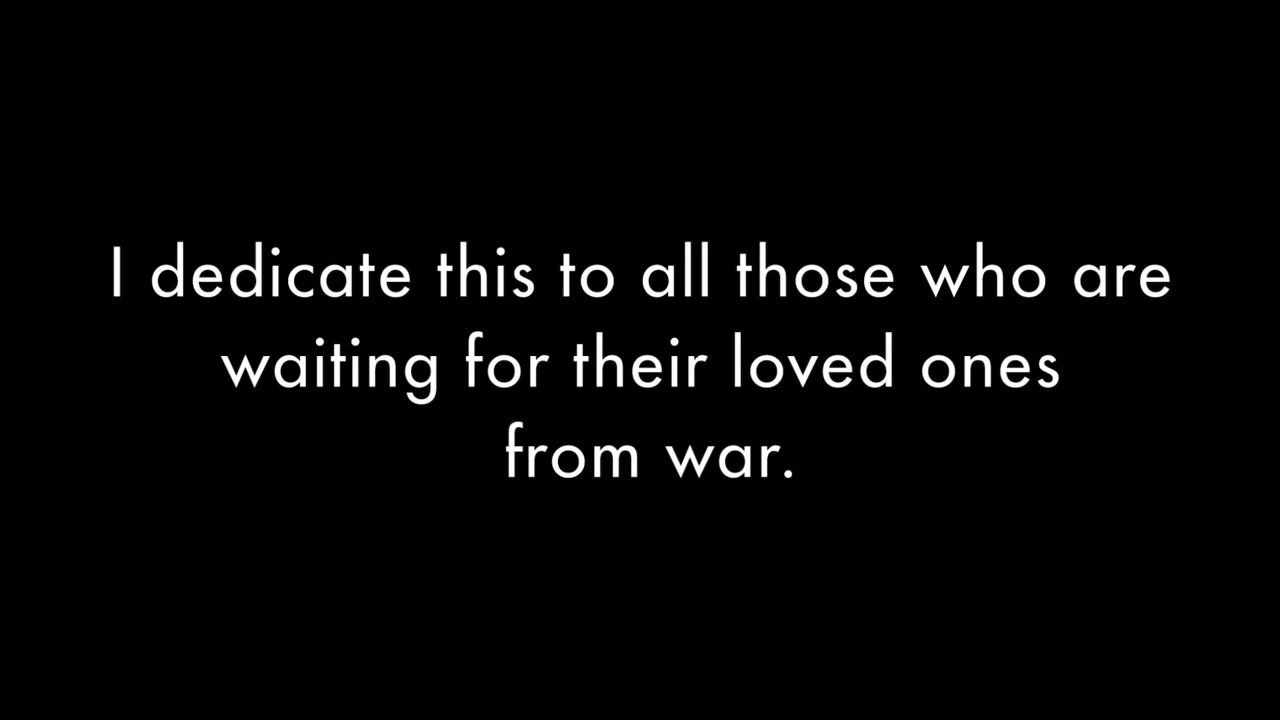 I dedicate this to all those who are
waiting for their loved ones
from war.